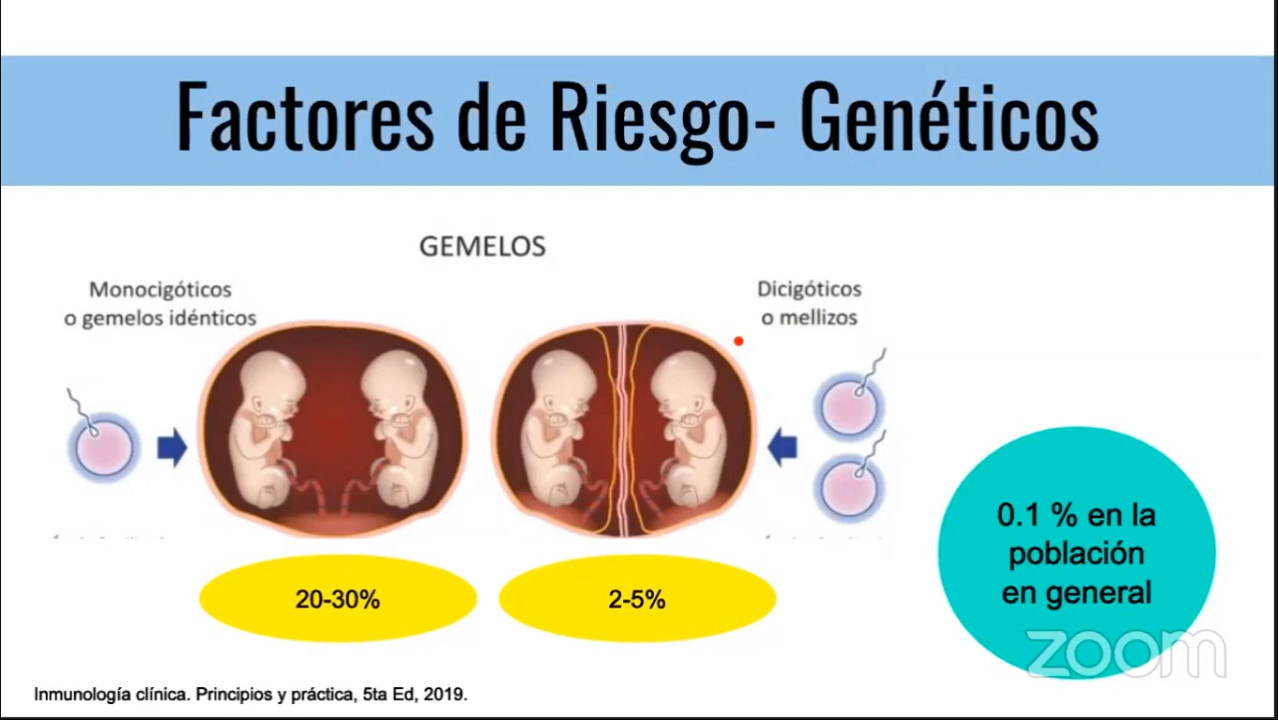 Factores de Riesgo- Genéticos
GEMELOS
Monocigóticos
o gemelos idénticos
Dicigóticos
o mellizos
20-30%
2-5%
0.1 % en la
población
en general
zoom
Inmunología clínica. Principios y práctica, 5ta Ed, 2019.